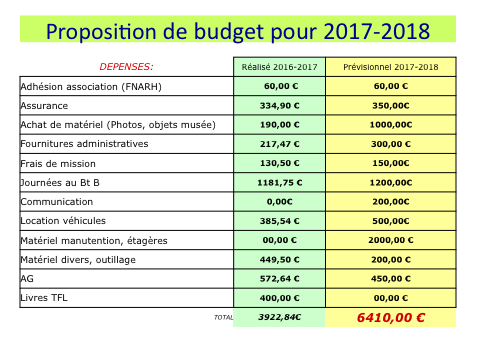 Proposition de budget pour 2017-2018
DEPENSES: Réalisé 2016-2017 Prévisionnel 2017-2018
Adhésion association (FNARH) 60,00 € 60,00 €
Assurance 334,90 € 350,00€
Achat de matériel (Photos, objets musée) 190,00 € 1000,00€
Fournitures administratives 217,47 € 300,00 €
Frais de mission 130,50 € 150,00€
Journées au Bt B 1181,75 € 1200,00€
Communication 0,00€ 200,00€
Location véhicules 385,54 € 500,00€
Matériel manutention, étagères 00,00 € 2000,00 €
Matériel divers, outillage 449,50 € 200,00 €
AG 572,64 € 450,00 €
Livres TFL 400,00 € 00,00 €
TOTAL 3922,84€ 6410,00 €